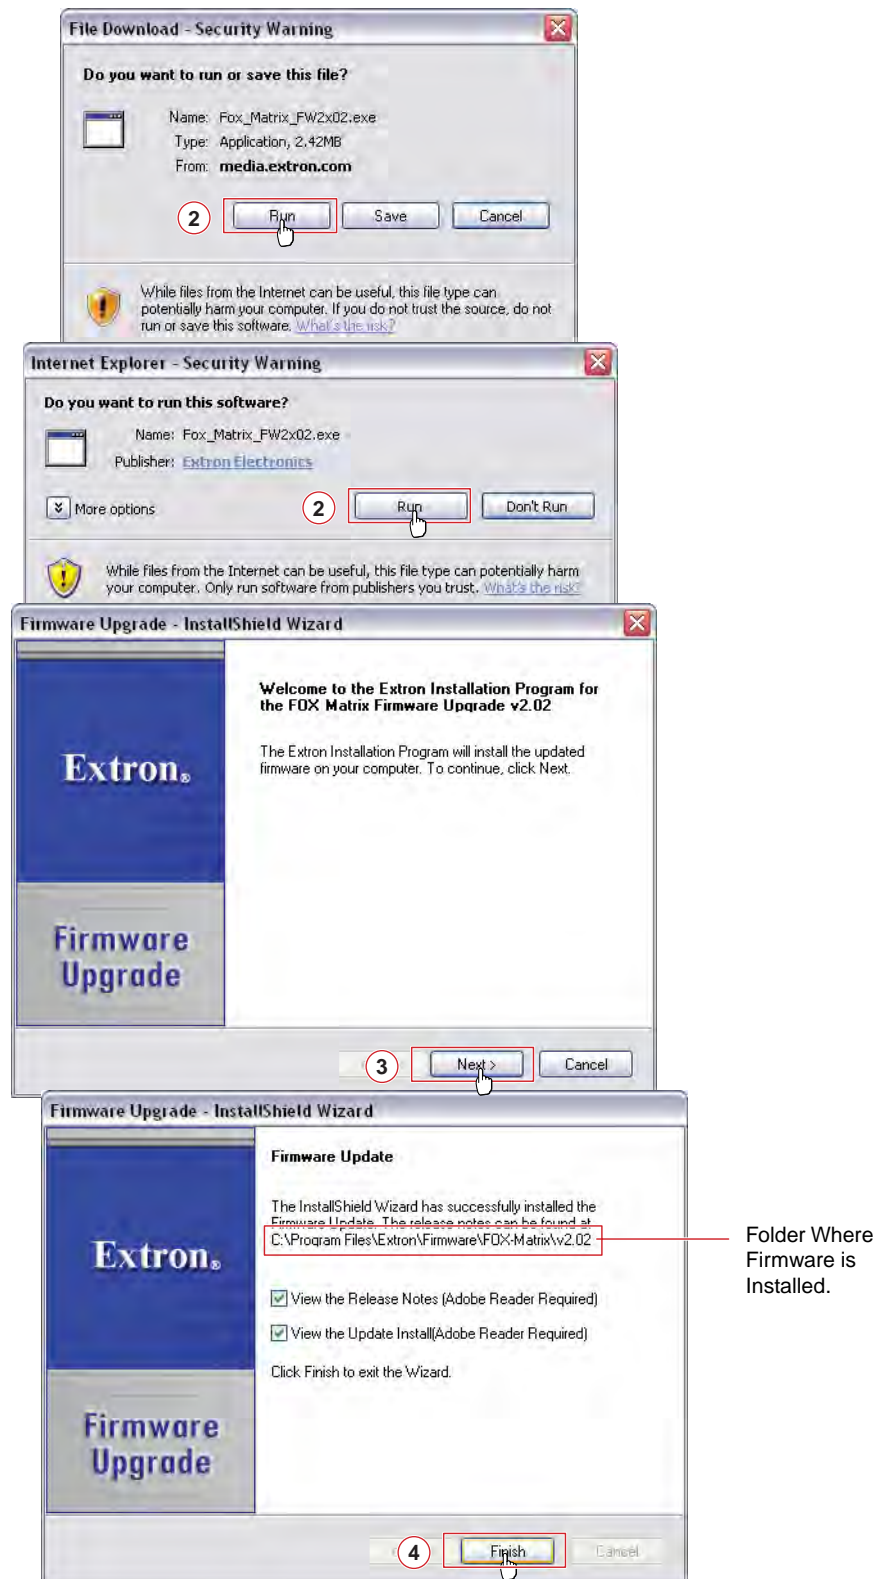 File Download - Security Warning
Do you want to run or save this file?
Name: Fox_Matrix_FW2x02.exe
Type: Application, 2.42MB
From: media.extron.com
2
Run
Save
Cancel
While files from the Internet can be useful, this file type can
potentially harm your computer. If you do not trust the source, do not
run or save this software. What's the risk?
Internet Explorer - Security Warning
Do you want to run this software?
Name: Fox_Matrix_FW2x02.exe
Publisher: Extron Electronics
More options
2
Run
Don't Run
While files from the Internet can be useful, this file type can potentially harm
your computer. Only run software from publishers you trust. What's the risk?
Firmware Upgrade - InstallShield Wizard
Extron®
Firmware
Upgrade
Welcome to the Extron Installation Program for
the FOX Matrix Firmware Upgrade v2.02
The Extron Installation Program will install the updated
firmware on your computer. To continue, click Next.
3
Next >
Cancel
Firmware Upgrade - InstallShield Wizard
Extron®
Firmware
Upgrade
Firmware Update
The InstallShield Wizard has successfully installed the
Firmware Update. The release notes can be found at
C:\Program Files\Extron\Firmware\FOX-Matrix\v2.02
Folder Where
Firmware is
Installed.
View the Release Notes (Adobe Reader Required)
View the Update Install(Adobe Reader Required)
Click Finish to exit the Wizard.
4
Finish
Cancel